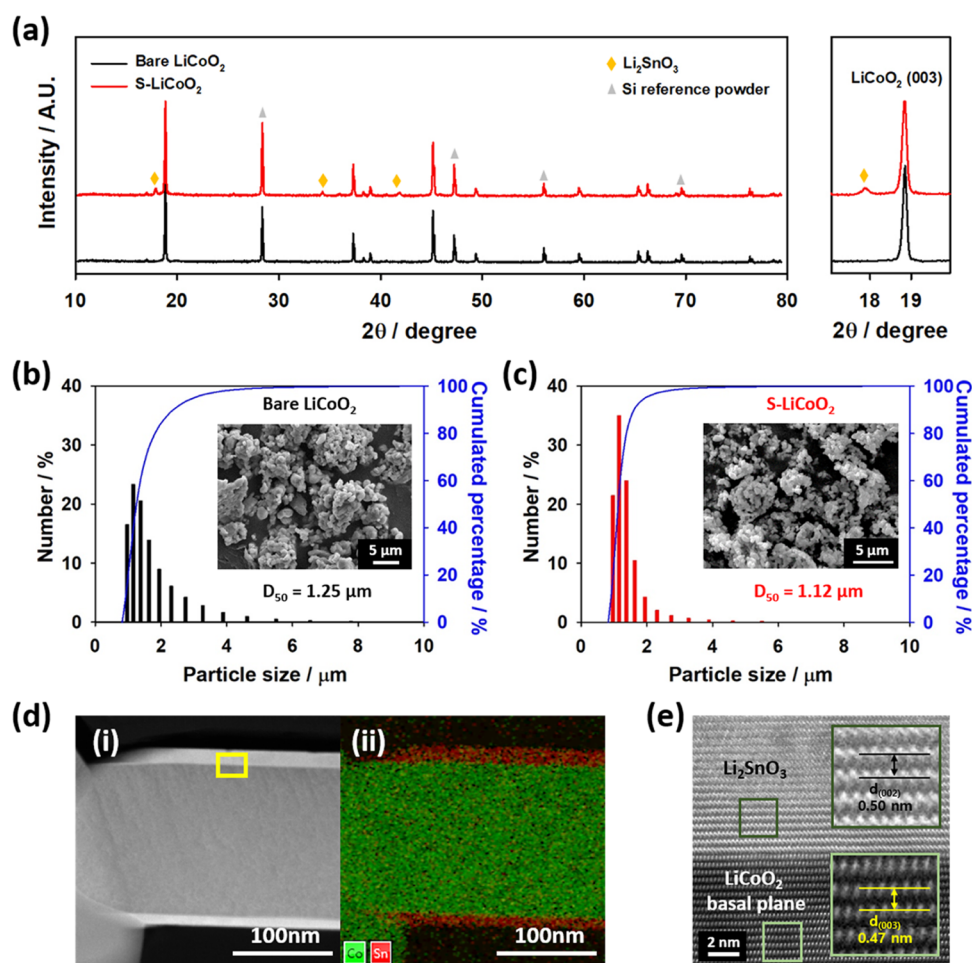 (a)
Bare LiCoO₂
S-LiCoO₂
Li₂SnO₃
Si reference powder
LiCoO₂ (003)
Intensity / A.U.
10 20 30 40 50 60 70 80
2θ / degree
18 19
2θ / degree
(b)
Bare LiCoO₂
Number / %
40
30
20
10
0
100
80
60
40
20
0
Cumulated percentage / %
5 µm
D₅₀ = 1.25 µm
0 2 4 6 8 10
Particle size / µm
(c)
S-LiCoO₂
Number / %
40
30
20
10
0
100
80
60
40
20
0
Cumulated percentage / %
5 µm
D₅₀ = 1.12 µm
0 2 4 6 8 10
Particle size / µm
(d)
(i)
100nm
(ii)
Co Sn
100nm
(e)
Li₂SnO₃
d(002)
0.50 nm
LiCoO₂
basal plane
d(003)
0.47 nm
2 nm